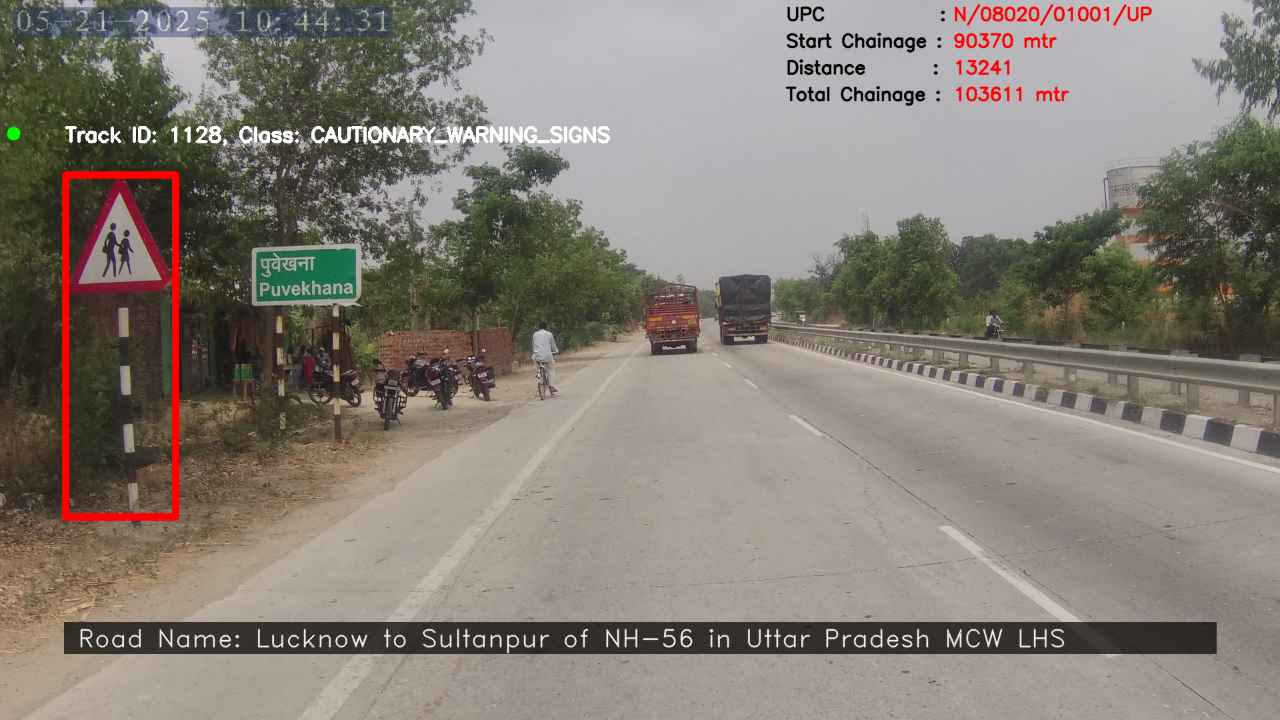 05-21-2025 10:44:31
UPC : N/08020/01001/UP
Start Chainage : 90370 mtr
Distance : 13241
Total Chainage : 103611 mtr
Track ID: 1128, Class: CAUTIONARY_WARNING_SIGNS
पुवेखना
Puvekhana
Road Name: Lucknow to Sultanpur of NH-56 in Uttar Pradesh MCW LHS